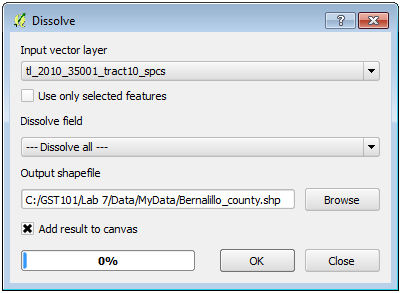 Dissolve
Input vector layer
tl_2010_35001_tract10_spcs
Use only selected features
Dissolve field
--- Dissolve all ---
Output shapefile
C:/GST101/Lab 7/Data/MyData/Bernalillo_county.shp
Browse
Add result to canvas
0%
OK
Close